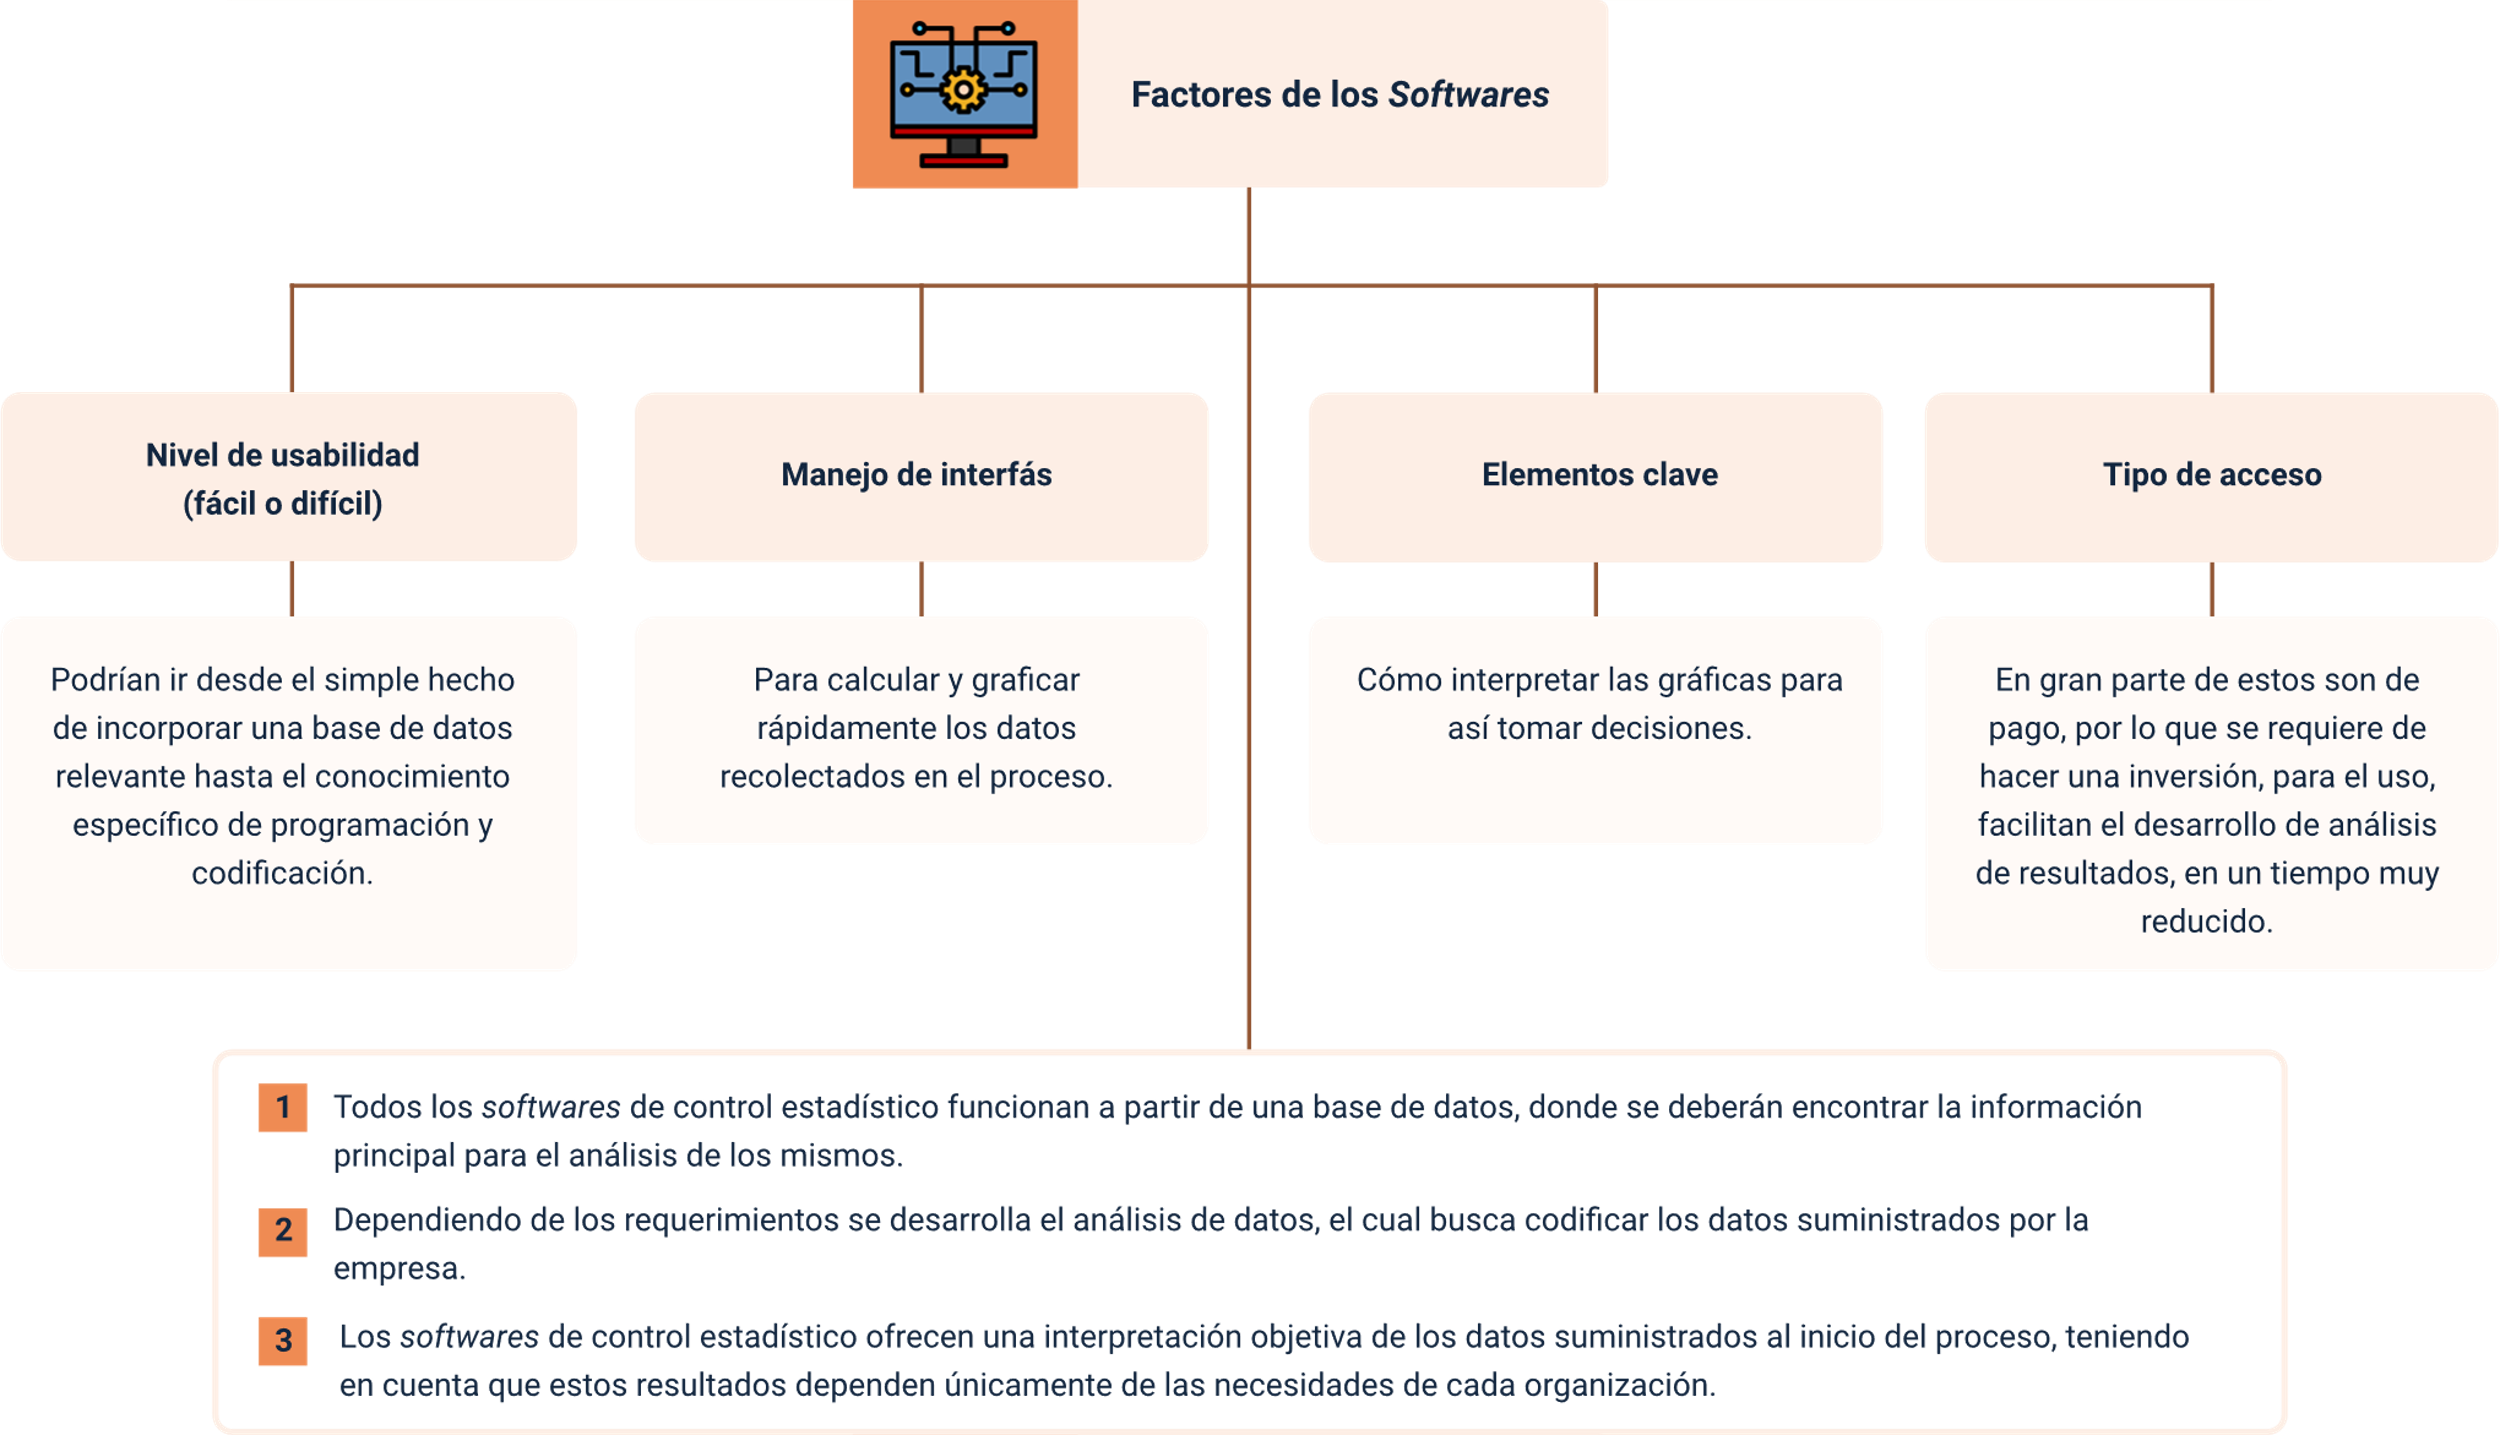 Factores de los Softwares
Nivel de usabilidad
(fácil o difícil)
Podrían ir desde el simple hecho
de incorporar una base de datos
relevante hasta el conocimiento
específico de programación y
codificación.
Manejo de interfás
Para calcular y graficar
rápidamente los datos
recolectados en el proceso.
Elementos clave
Cómo interpretar las gráficas para
así tomar decisiones.
Tipo de acceso
En gran parte de estos son de
pago, por lo que se requiere de
hacer una inversión, para el uso,
facilitan el desarrollo de análisis
de resultados, en un tiempo muy
reducido.
1 Todos los softwares de control estadístico funcionan a partir de una base de datos, donde se deberán encontrar la información
principal para el análisis de los mismos.
2 Dependiendo de los requerimientos se desarrolla el análisis de datos, el cual busca codificar los datos suministrados por la
empresa.
3 Los softwares de control estadístico ofrecen una interpretación objetiva de los datos suministrados al inicio del proceso, teniendo
en cuenta que estos resultados dependen únicamente de las necesidades de cada organización.